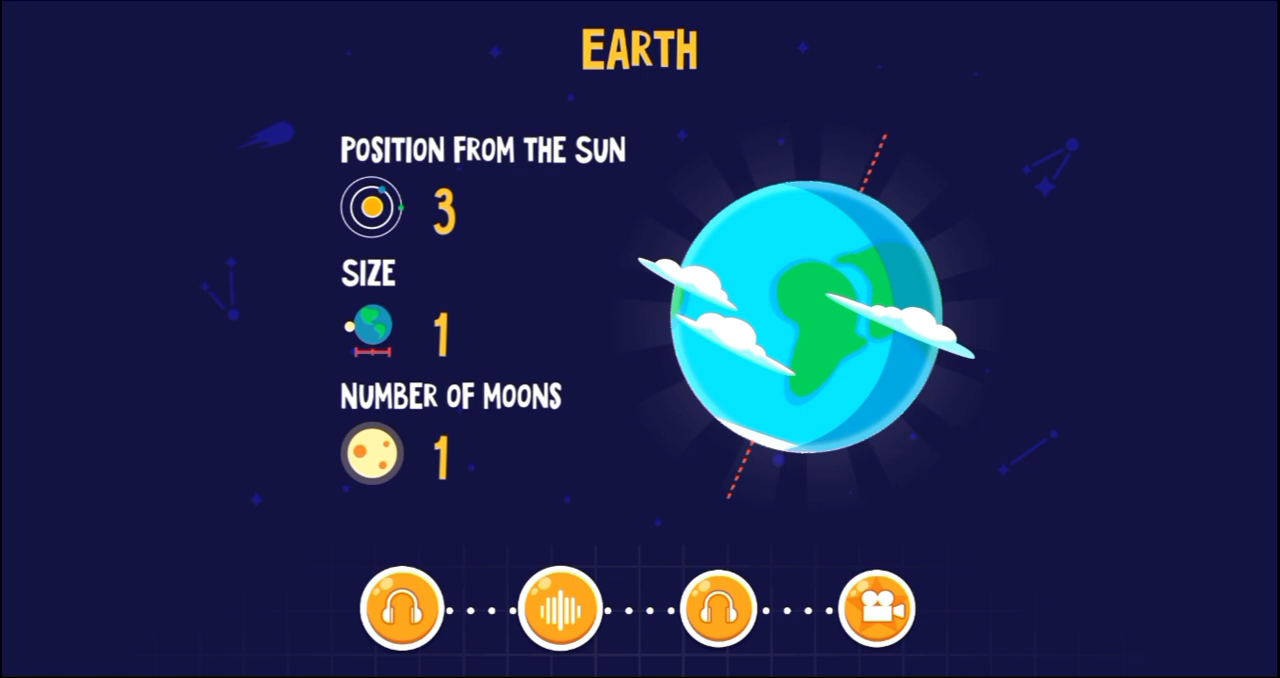 EARTH
POSITION FROM THE SUN
3
SIZE
1
NUMBER OF MOONS
1